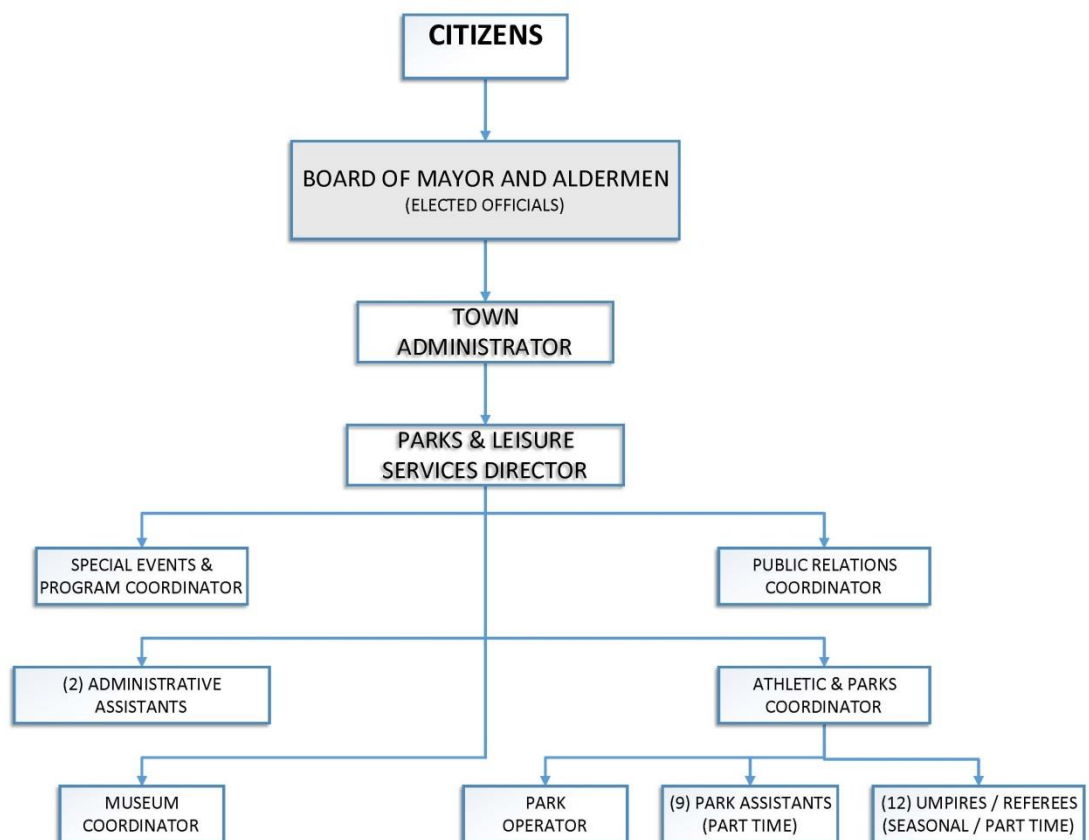 CITIZENS
BOARD OF MAYOR AND ALDERMEN
(ELECTED OFFICIALS)
TOWN
ADMINISTRATOR
PARKS & LEISURE
SERVICES DIRECTOR
SPECIAL EVENTS &
PROGRAM COORDINATOR
PUBLIC RELATIONS
COORDINATOR
(2) ADMINISTRATIVE
ASSISTANTS
ATHLETIC & PARKS
COORDINATOR
MUSEUM
COORDINATOR
PARK
OPERATOR
(9) PARK ASSISTANTS
(PART TIME)
(12) UMPIRES / REFEREES
(SEASONAL / PART TIME)